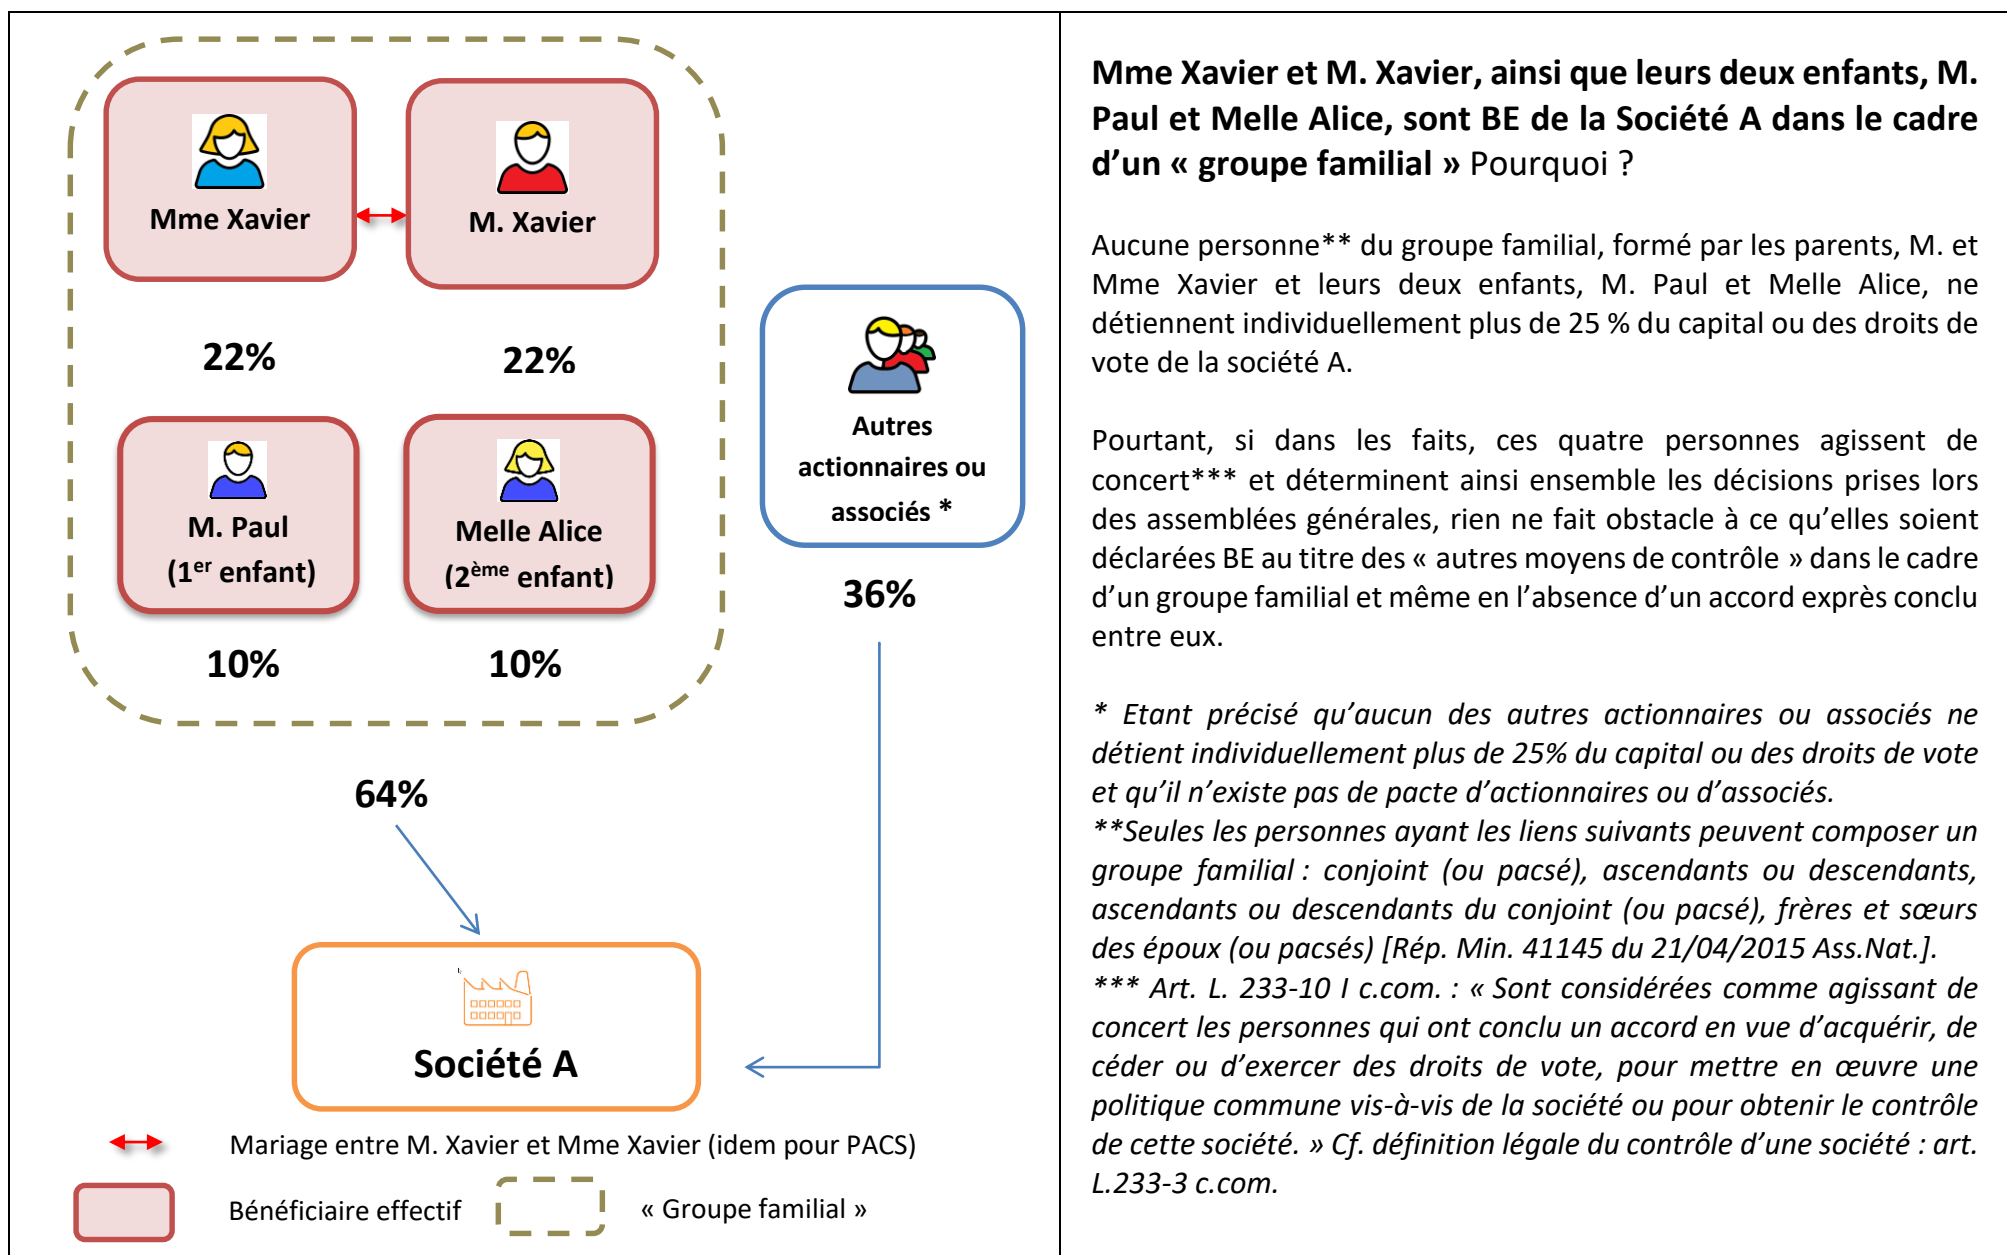 Mme Xavier
M. Xavier
22%
22%
M. Paul
(1er enfant)
Melle Alice
(2ème enfant)
10%
10%
64%
Autres
actionnaires ou
associés *
36%
Société A
Mariage entre M. Xavier et Mme Xavier (idem pour PACS)
Bénéficiaire effectif
« Groupe familial »
Mme Xavier et M. Xavier, ainsi que leurs deux enfants, M.
Paul et Melle Alice, sont BE de la Société A dans le cadre
d’un « groupe familial » Pourquoi ?
Aucune personne** du groupe familial, formé par les parents, M. et
Mme Xavier et leurs deux enfants, M. Paul et Melle Alice, ne
détiennent individuellement plus de 25 % du capital ou des droits de
vote de la société A.
Pourtant, si dans les faits, ces quatre personnes agissent de
concert*** et déterminent ainsi ensemble les décisions prises lors
des assemblées générales, rien ne fait obstacle à ce qu’elles soient
déclarées BE au titre des « autres moyens de contrôle » dans le cadre
d’un groupe familial et même en l’absence d’un accord exprès conclu
entre eux.
* Etant précisé qu’aucun des autres actionnaires ou associés ne
détient individuellement plus de 25% du capital ou des droits de vote
et qu’il n’existe pas de pacte d’actionnaires ou d’associés.
**Seules les personnes ayant les liens suivants peuvent composer un
groupe familial : conjoint (ou pacsé), ascendants ou descendants,
ascendants ou descendants du conjoint (ou pacsé), frères et sœurs
des époux (ou pacsés) [Rép. Min. 41145 du 21/04/2015 Ass.Nat.].
*** Art. L. 233-10 I c.com. : « Sont considérées comme agissant de
concert les personnes qui ont conclu un accord en vue d’acquérir, de
céder ou d’exercer des droits de vote, pour mettre en œuvre une
politique commune vis-à-vis de la société ou pour obtenir le contrôle
de cette société. » Cf. définition légale du contrôle d’une société : art.
L.233-3 c.com.